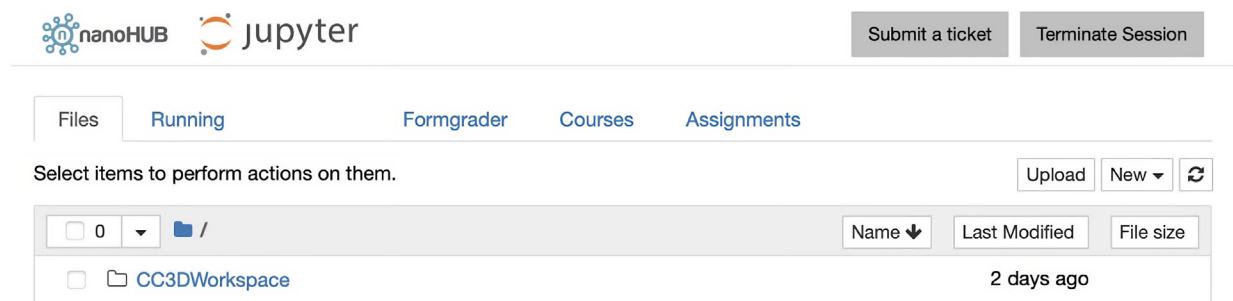 nanoHUB jupyter Submit a ticket Terminate Session
Files Running Formgrader Courses Assignments
Select items to perform actions on them. Upload New
0 / Name Last Modified File size
CC3DWorkspace 2 days ago